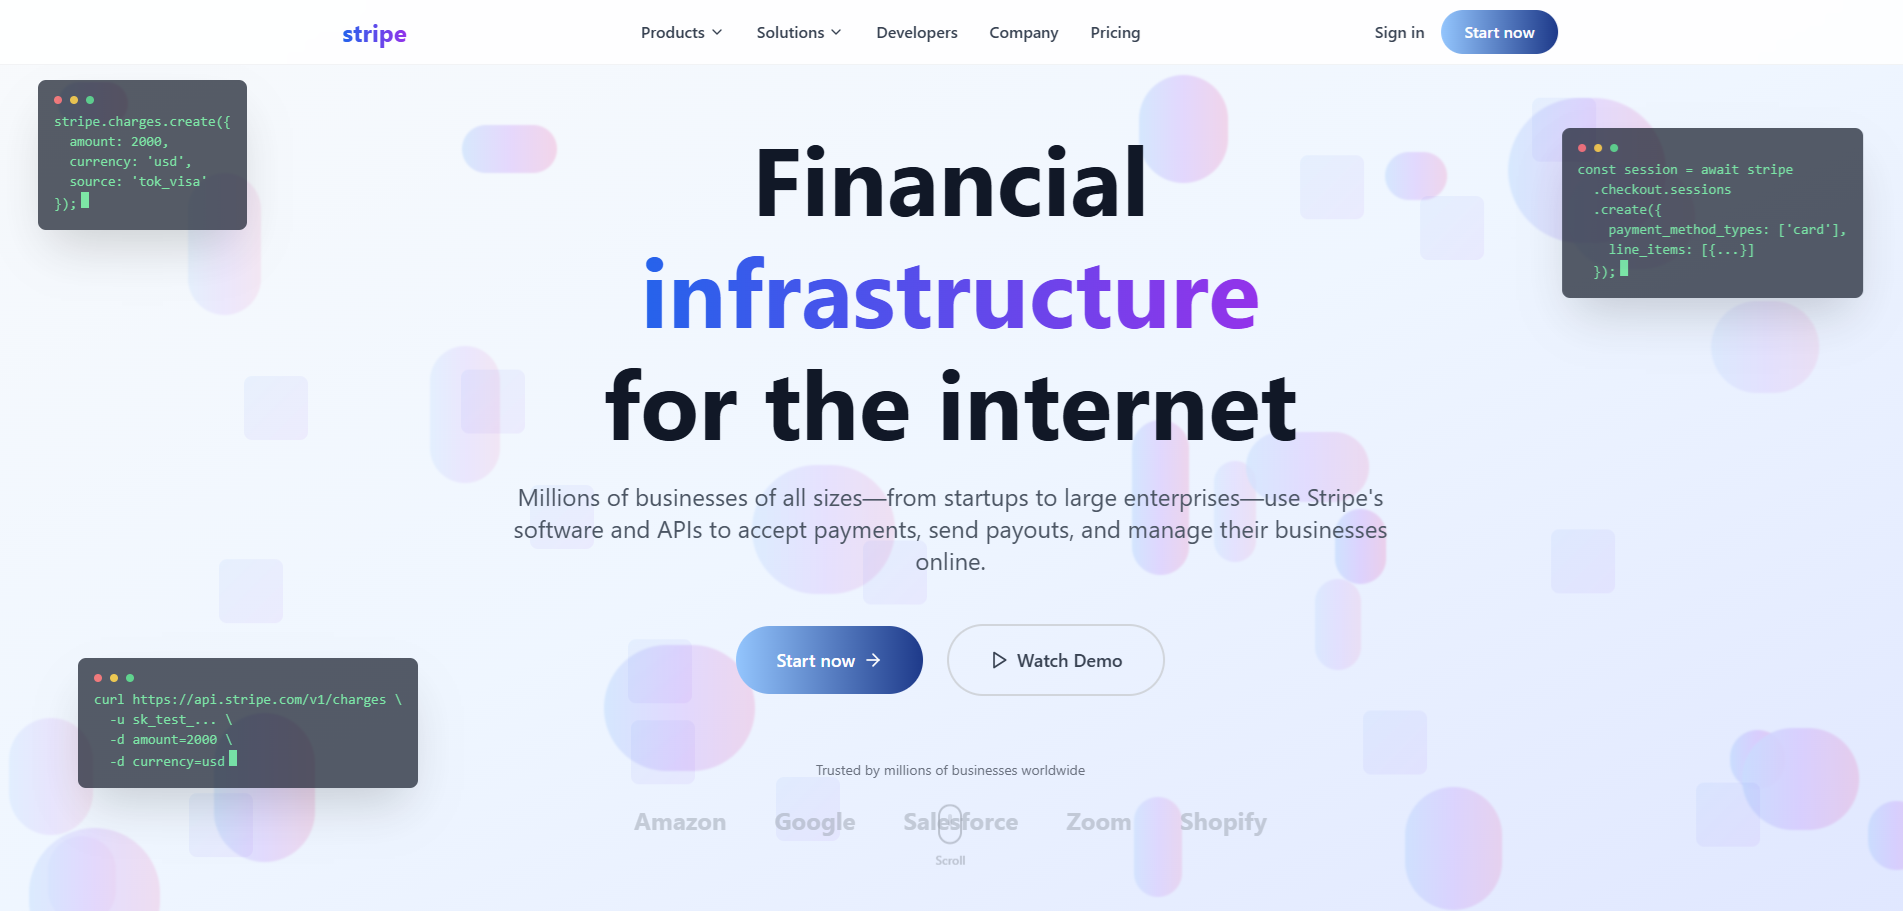 stripe
Products
Solutions
Developers
Company
Pricing
Sign in
Start now
stripe.charges.create({
  amount: 2000,
  currency: 'usd',
  source: 'tok_visa'
});
const session = await stripe
  .checkout.sessions
  .create({
    payment_method_types: ['card'],
    line_items: [{...}]
  });
Financial
infrastructure
for the internet
Millions of businesses of all sizes—from startups to large enterprises—use Stripe's
software and APIs to accept payments, send payouts, and manage their businesses
online.
Start now
Watch Demo
curl https://api.stripe.com/v1/charges \
  -u sk_test_... \
  -d amount=2000 \
  -d currency=usd
Trusted by millions of businesses worldwide
Amazon
Google
Salesforce
Zoom
Shopify
Scroll